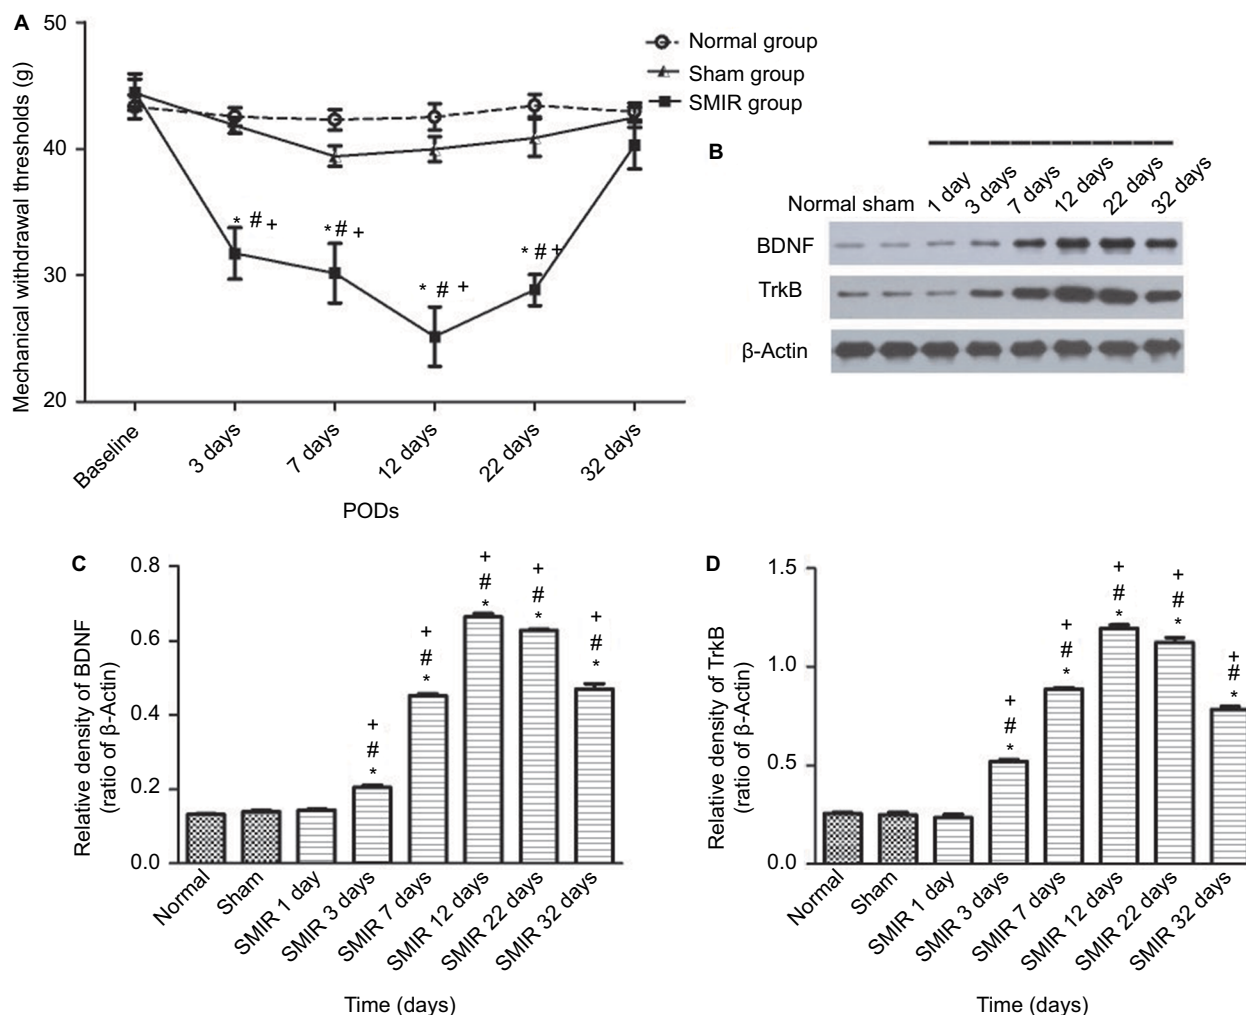 A
50
40
30
20
Mechanical withdrawal thresholds (g)
* # +
* # +
* # +
* # +
Baseline
3 days
7 days
12 days
22 days
32 days
PODs
Normal group
Sham group
SMIR group
B
Normal sham
1 day
3 days
7 days
12 days
22 days
32 days
BDNF
TrkB
β-Actin
C
0.8
0.6
0.4
0.2
0.0
Relative density of BDNF
(ratio of β-Actin)
+
#
*
+
#
*
+
#
*
+
#
*
+
#
*
Normal
Sham
SMIR 1 day
SMIR 3 days
SMIR 7 days
SMIR 12 days
SMIR 22 days
SMIR 32 days
Time (days)
D
1.5
1.0
0.5
0.0
Relative density of TrkB
(ratio of β-Actin)
+
#
*
+
#
*
+
#
*
+
#
*
+
#
*
Normal
Sham
SMIR 1 day
SMIR 3 days
SMIR 7 days
SMIR 12 days
SMIR 22 days
SMIR 32 days
Time (days)